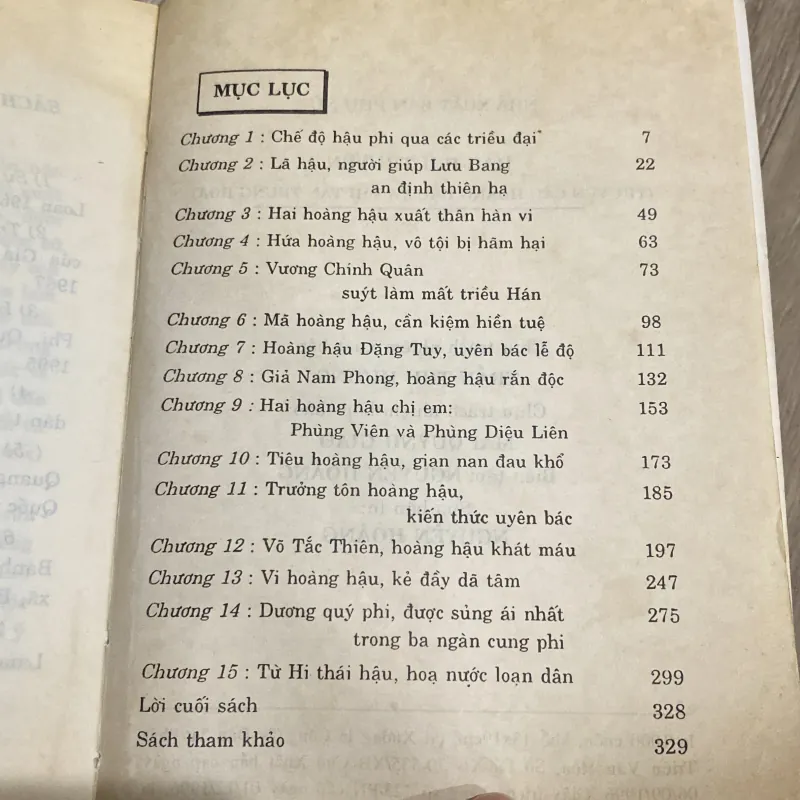 MỤC LỤC
Chương 1 : Chế độ hậu phi qua các triều đại 7
Chương 2 : Lã hậu, người giúp Lưu Bang 22
an định thiên hạ
Chương 3 : Hai hoàng hậu xuất thân hàn vi 49
Chương 4 : Hứa hoàng hậu, vô tội bị hãm hại 63
Chương 5 : Vương Chính Quân 73
suýt làm mất triều Hán
Chương 6 : Mã hoàng hậu, cần kiệm hiền tuệ 98
Chương 7 : Hoàng hậu Đặng Tuy, uyên bác lễ độ 111
Chương 8 : Giả Nam Phong, hoàng hậu rắn độc 132
Chương 9 : Hai hoàng hậu chị em: 153
Phùng Viên và Phùng Diệu Liên
Chương 10 : Tiêu hoàng hậu, gian nan đau khổ 173
Chương 11 : Trưởng tôn hoàng hậu, 185
kiến thức uyên bác
Chương 12 : Võ Tắc Thiên, hoàng hậu khát máu 197
Chương 13 : Vi hoàng hậu, kẻ đầy dã tâm 247
Chương 14 : Dương quý phi, được sủng ái nhất 275
trong ba ngàn cung phi
Chương 15 : Từ Hi thái hậu, hoạ nước loạn dân 299
Lời cuối sách 328
Sách tham khảo 329